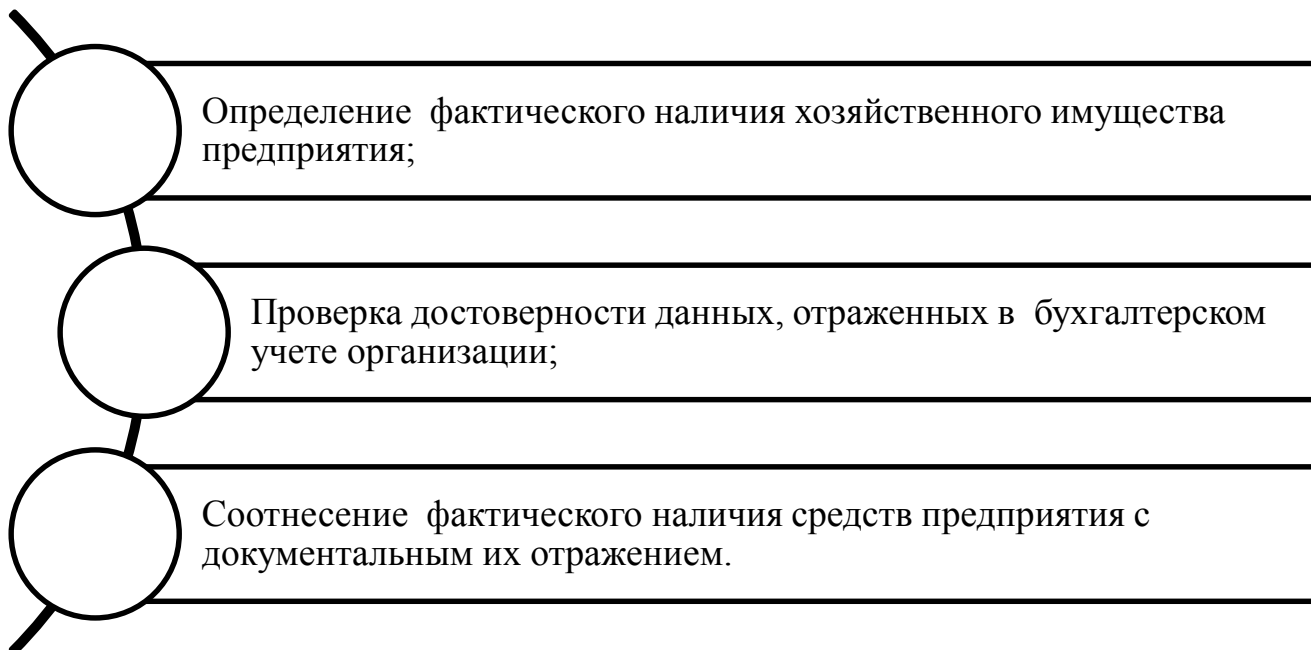 Определение фактического наличия хозяйственного имущества
предприятия;
Проверка достоверности данных, отраженных в бухгалтерском
учете организации;
Соотнесение фактического наличия средств предприятия с
документальным их отражением.